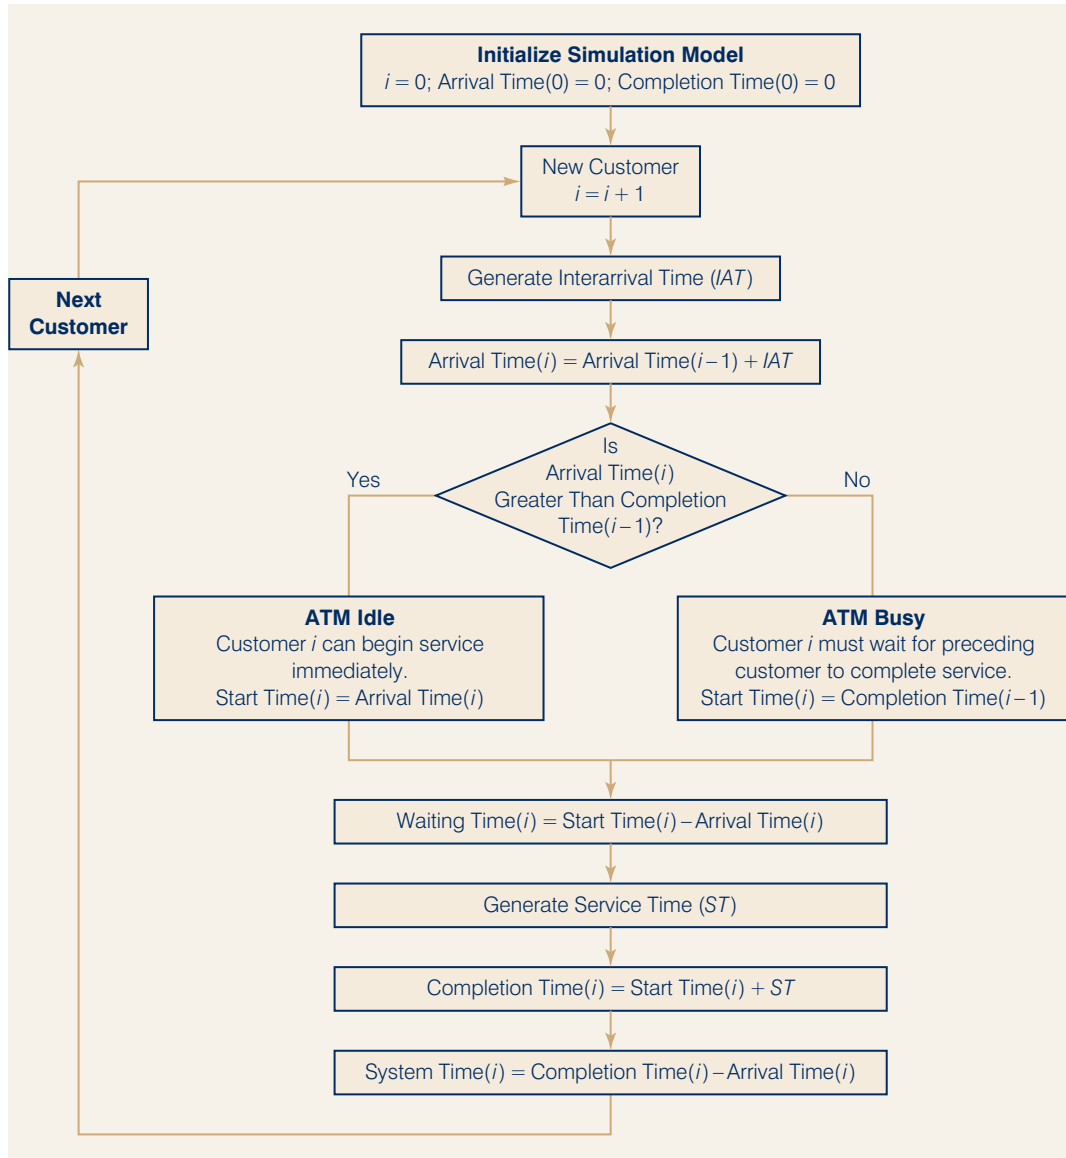 Initialize Simulation Model
i = 0; Arrival Time(0) = 0; Completion Time(0) = 0
New Customer
i = i + 1
Generate Interarrival Time (IAT)
Next
Customer
Arrival Time(i) = Arrival Time(i–1) + IAT
Is
Arrival Time(i)
Greater Than Completion
Time(i–1)?
Yes
No
ATM Idle
Customer i can begin service
immediately.
Start Time(i) = Arrival Time(i)
ATM Busy
Customer i must wait for preceding
customer to complete service.
Start Time(i) = Completion Time(i–1)
Waiting Time(i) = Start Time(i) – Arrival Time(i)
Generate Service Time (ST)
Completion Time(i) = Start Time(i) + ST
System Time(i) = Completion Time(i) – Arrival Time(i)